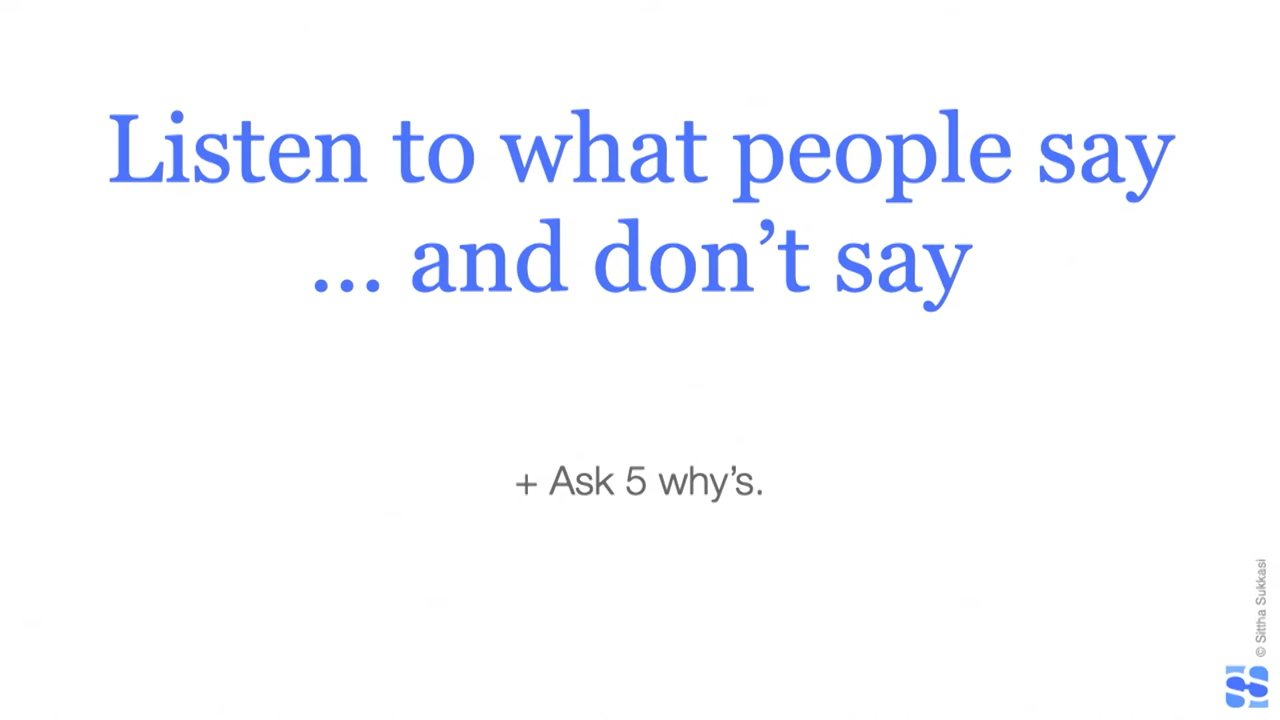 Listen to what people say
... and don’t say
+ Ask 5 why’s.
© Sittha Sukkasi